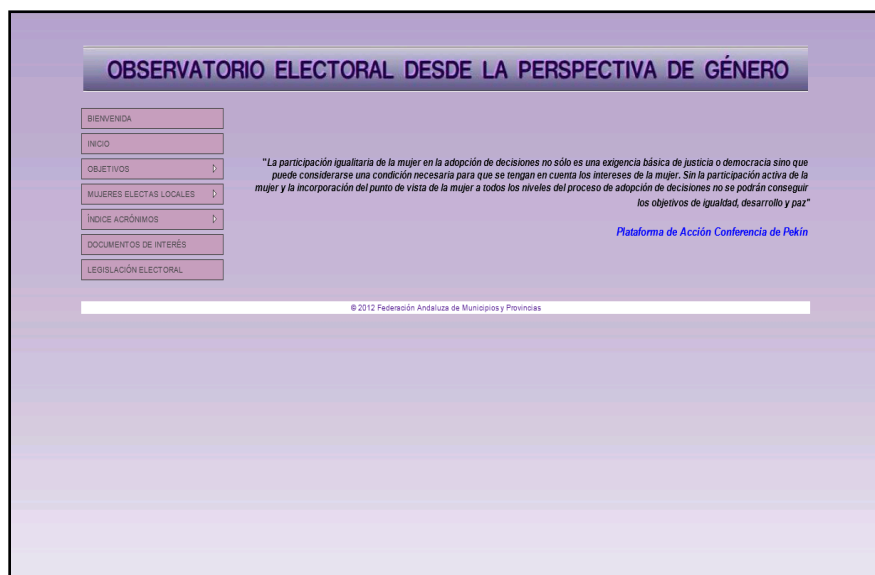 OBSERVATORIO ELECTORAL DESDE LA PERSPECTIVA DE GÉNERO
BIENVENIDA
INICIO
OBJETIVOS
MUJERES ELECTAS LOCALES
ÍNDICE ACRÓNIMOS
DOCUMENTOS DE INTERÉS
LEGISLACIÓN ELECTORAL
"La participación igualitaria de la mujer en la adopción de decisiones no sólo es una exigencia básica de justicia o democracia sino que
puede considerarse una condición necesaria para que se tengan en cuenta los intereses de la mujer. Sin la participación activa de la
mujer y la incorporación del punto de vista de la mujer a todos los niveles del proceso de adopción de decisiones no se podrán conseguir
los objetivos de igualdad, desarrollo y paz"
Plataforma de Acción Conferencia de Pekín
© 2012 Federación Andaluza de Municipios y Provincias